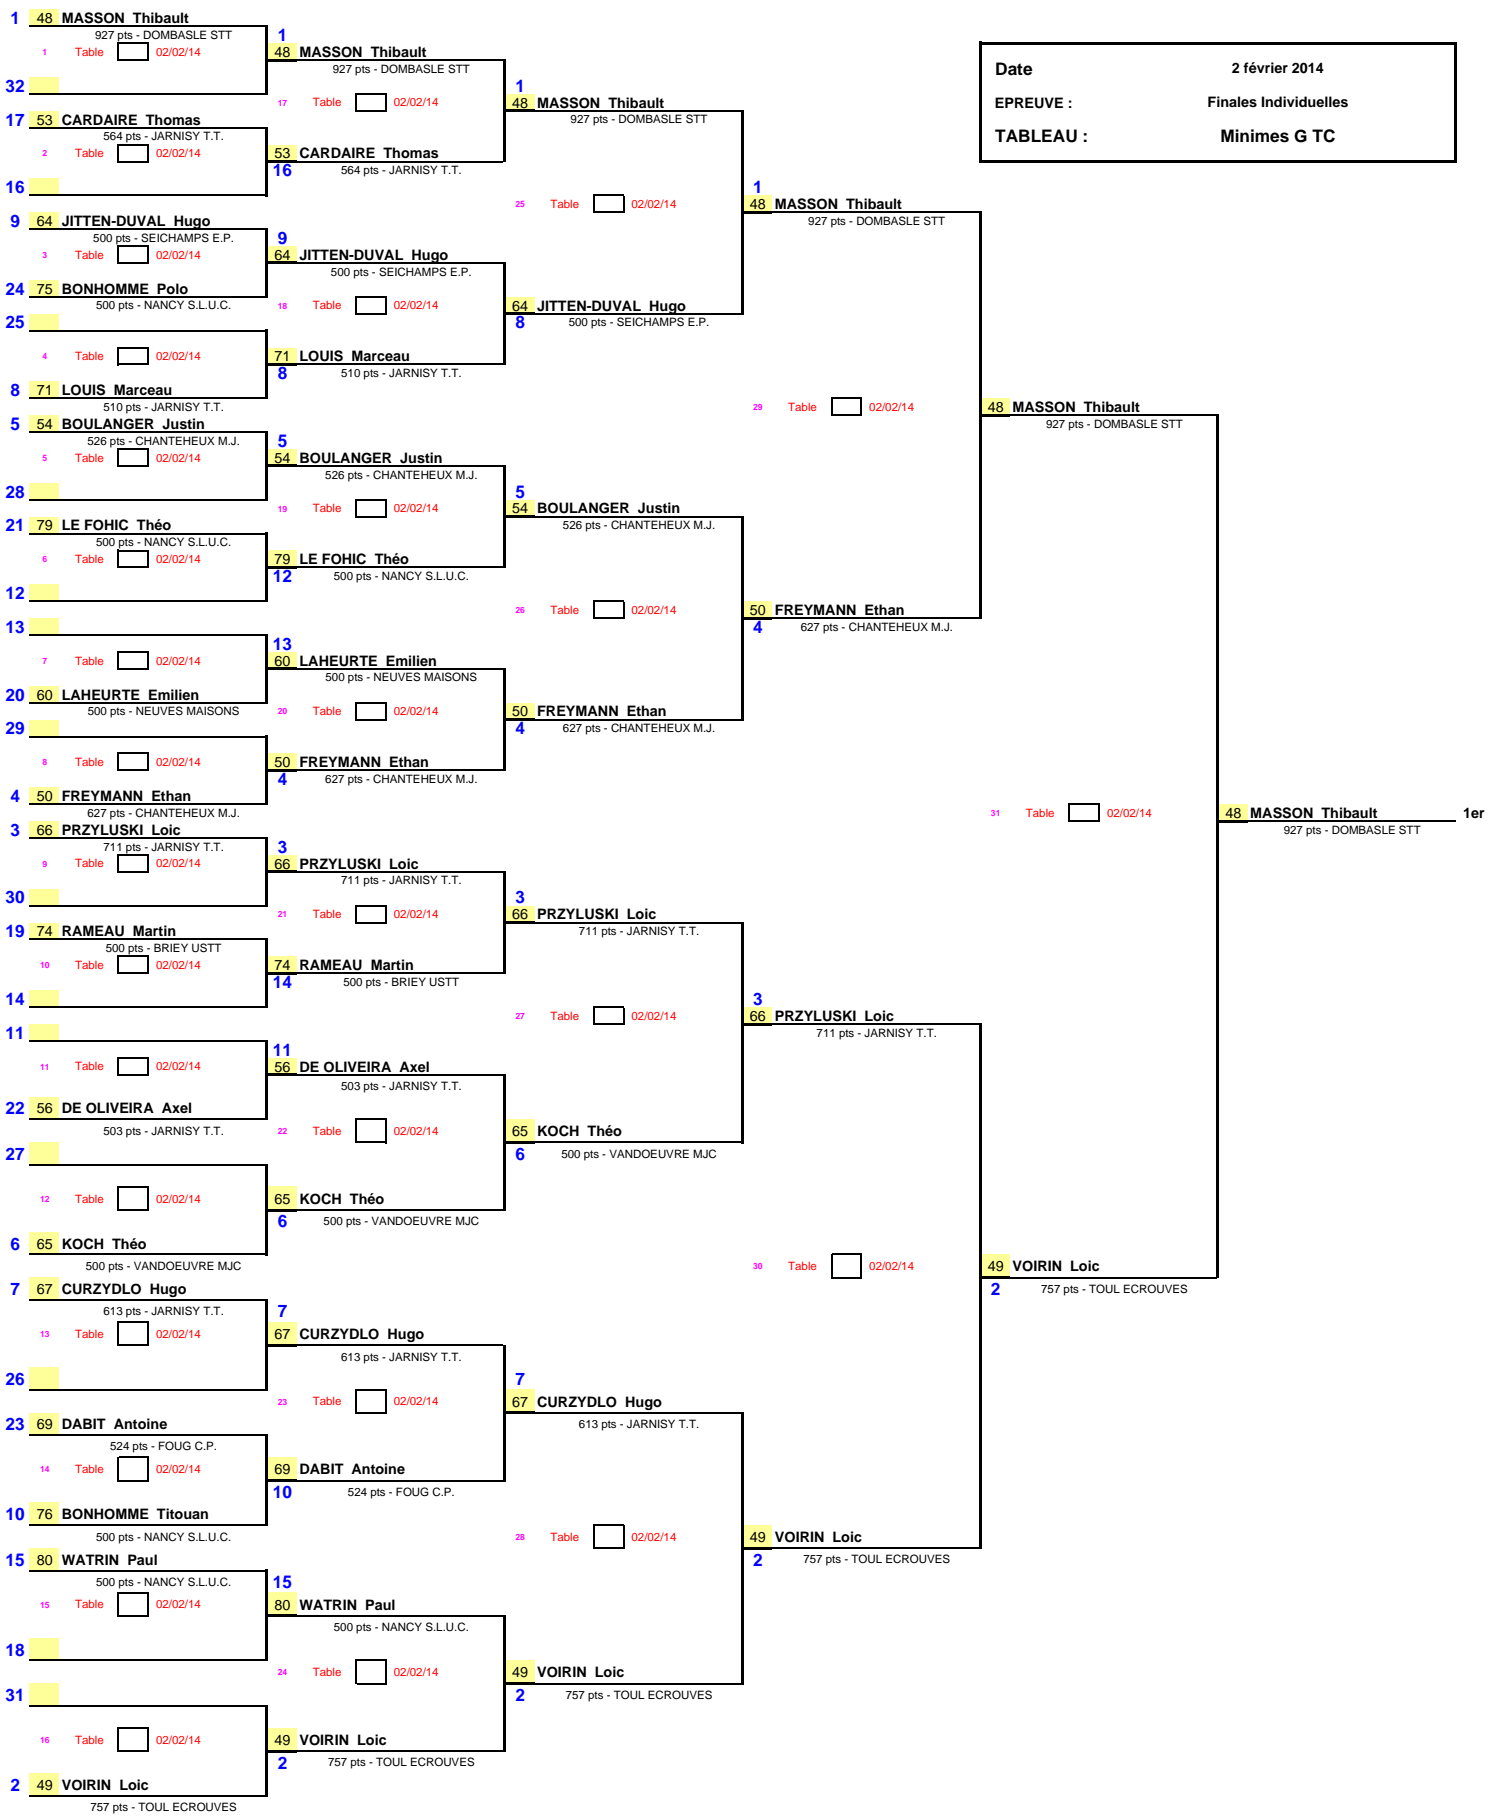 Date 2 février 2014
EPREUVE : Finales Individuelles
TABLEAU : Minimes G TC
1 48 MASSON Thibault
927 pts - DOMBASLE STT
1 Table 02/02/14
32
17 53 CARDAIRE Thomas
564 pts - JARNISY T.T.
2 Table 02/02/14
16
9 64 JITTEN-DUVAL Hugo
500 pts - SEICHAMPS E.P.
3 Table 02/02/14
24 75 BONHOMME Polo
500 pts - NANCY S.L.U.C.
25
4 Table 02/02/14
8 71 LOUIS Marceau
510 pts - JARNISY T.T.
5 54 BOULANGER Justin
526 pts - CHANTEHEUX M.J.
5 Table 02/02/14
28
21 79 LE FOHIC Théo
500 pts - NANCY S.L.U.C.
6 Table 02/02/14
12
13
7 Table 02/02/14
20 60 LAHEURTE Emilien
500 pts - NEUVES MAISONS
29
8 Table 02/02/14
4 50 FREYMANN Ethan
627 pts - CHANTEHEUX M.J.
3 66 PRZYLUSKI Loic
711 pts - JARNISY T.T.
9 Table 02/02/14
30
19 74 RAMEAU Martin
500 pts - BRIEY USTT
10 Table 02/02/14
14
11
11 Table 02/02/14
22 56 DE OLIVEIRA Axel
503 pts - JARNISY T.T.
27
12 Table 02/02/14
6 65 KOCH Théo
500 pts - VANDOEUVRE MJC
7 67 CURZYDLO Hugo
613 pts - JARNISY T.T.
13 Table 02/02/14
26
23 69 DABIT Antoine
524 pts - FOUG C.P.
14 Table 02/02/14
10 76 BONHOMME Titouan
500 pts - NANCY S.L.U.C.
15 80 WATRIN Paul
500 pts - NANCY S.L.U.C.
15 Table 02/02/14
18
31
16 Table 02/02/14
2 49 VOIRIN Loic
757 pts - TOUL ECROUVES
1
48 MASSON Thibault
927 pts - DOMBASLE STT
17 Table 02/02/14
53 CARDAIRE Thomas
16 564 pts - JARNISY T.T.
9
64 JITTEN-DUVAL Hugo
500 pts - SEICHAMPS E.P.
18 Table 02/02/14
71 LOUIS Marceau
8 510 pts - JARNISY T.T.
5
54 BOULANGER Justin
526 pts - CHANTEHEUX M.J.
19 Table 02/02/14
79 LE FOHIC Théo
12 500 pts - NANCY S.L.U.C.
13
60 LAHEURTE Emilien
500 pts - NEUVES MAISONS
20 Table 02/02/14
50 FREYMANN Ethan
4 627 pts - CHANTEHEUX M.J.
3
66 PRZYLUSKI Loic
711 pts - JARNISY T.T.
21 Table 02/02/14
74 RAMEAU Martin
14 500 pts - BRIEY USTT
11
56 DE OLIVEIRA Axel
503 pts - JARNISY T.T.
22 Table 02/02/14
65 KOCH Théo
6 500 pts - VANDOEUVRE MJC
7
67 CURZYDLO Hugo
613 pts - JARNISY T.T.
23 Table 02/02/14
69 DABIT Antoine
10 524 pts - FOUG C.P.
15
80 WATRIN Paul
500 pts - NANCY S.L.U.C.
24 Table 02/02/14
49 VOIRIN Loic
2 757 pts - TOUL ECROUVES
1
48 MASSON Thibault
927 pts - DOMBASLE STT
25 Table 02/02/14
64 JITTEN-DUVAL Hugo
8 500 pts - SEICHAMPS E.P.
5
54 BOULANGER Justin
526 pts - CHANTEHEUX M.J.
26 Table 02/02/14
50 FREYMANN Ethan
4 627 pts - CHANTEHEUX M.J.
3
66 PRZYLUSKI Loic
711 pts - JARNISY T.T.
27 Table 02/02/14
65 KOCH Théo
6 500 pts - VANDOEUVRE MJC
7
67 CURZYDLO Hugo
613 pts - JARNISY T.T.
28 Table 02/02/14
49 VOIRIN Loic
2 757 pts - TOUL ECROUVES
1
48 MASSON Thibault
927 pts - DOMBASLE STT
29 Table 02/02/14
50 FREYMANN Ethan
4 627 pts - CHANTEHEUX M.J.
3
66 PRZYLUSKI Loic
711 pts - JARNISY T.T.
30 Table 02/02/14
49 VOIRIN Loic
2 757 pts - TOUL ECROUVES
48 MASSON Thibault
927 pts - DOMBASLE STT
31 Table 02/02/14
49 VOIRIN Loic
2 757 pts - TOUL ECROUVES
48 MASSON Thibault 1er
927 pts - DOMBASLE STT